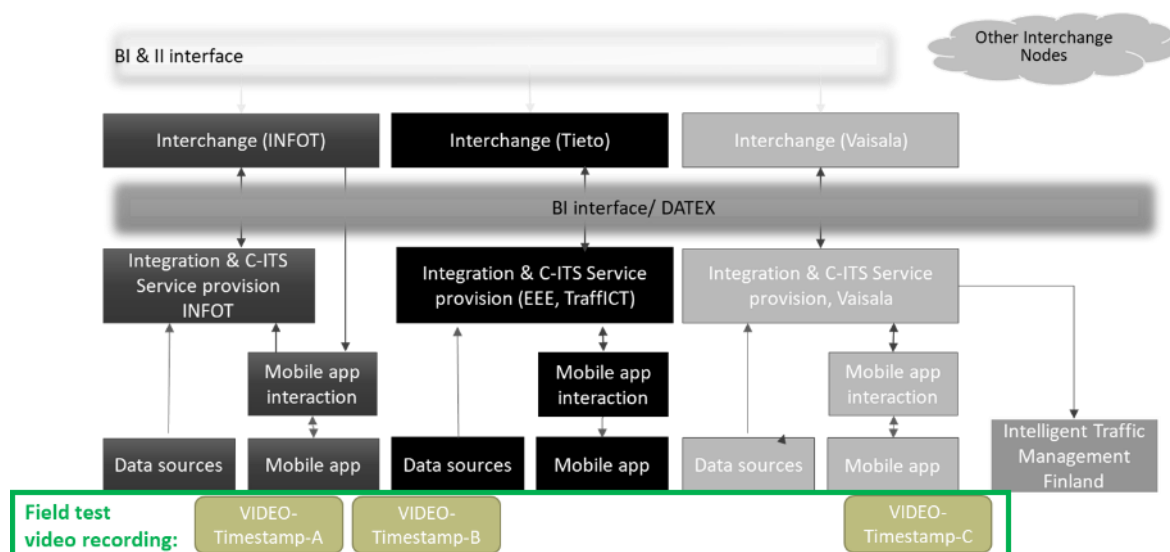 Other Interchange
Nodes
BI & II interface
Interchange (INFOT)
Interchange (Tieto)
Interchange (Vaisala)
BI interface/ DATEX
Integration & C-ITS
Service provision
INFOT
Integration & C-ITS Service
provision (EEE, TraffICT)
Integration & C-ITS Service
provision, Vaisala
Mobile app
interaction
Mobile app
interaction
Mobile app
interaction
Data sources
Mobile app
Data sources
Mobile app
Data sources
Mobile app
Intelligent Traffic
Management
Finland
Field test
video recording:
VIDEO-
Timestamp-A
VIDEO-
Timestamp-B
VIDEO-
Timestamp-C